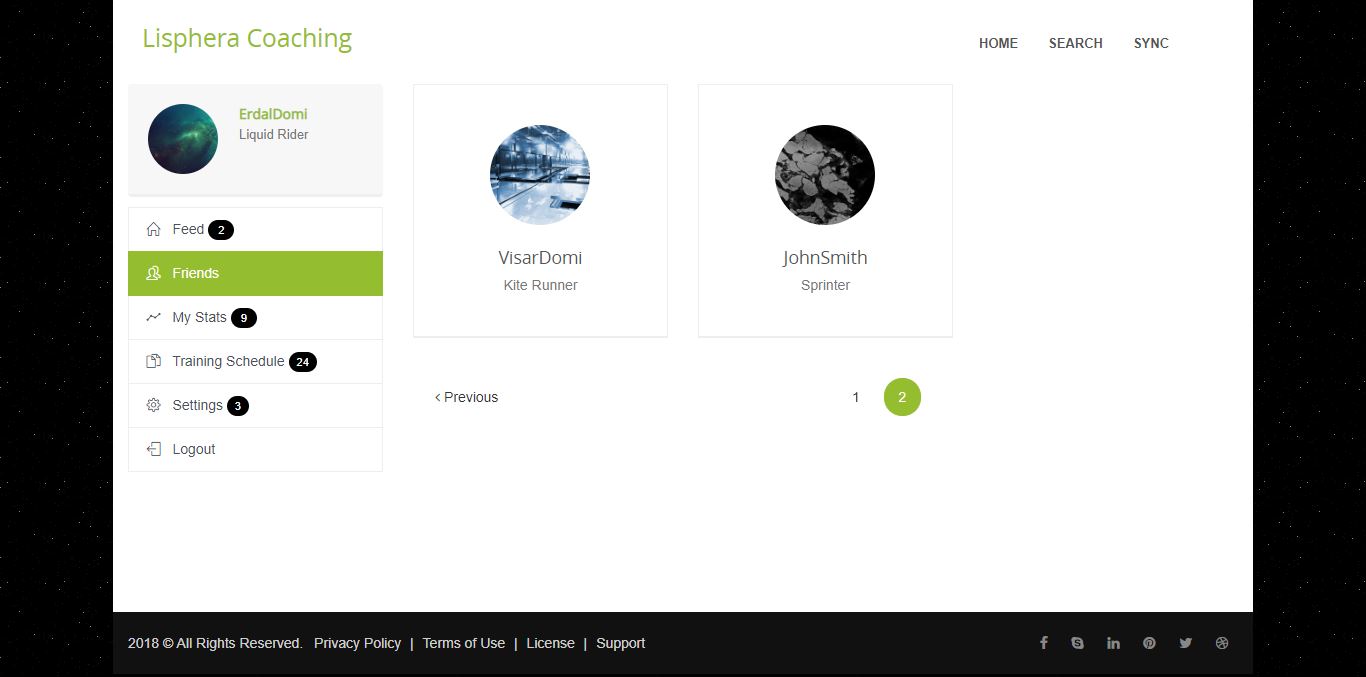 Lisphera Coaching
HOME SEARCH SYNC
ErdalDomi
Liquid Rider
Feed 2
Friends
My Stats 9
Training Schedule 24
Settings 3
Logout
VisarDomi
Kite Runner
JohnSmith
Sprinter
‹ Previous 1 2
2018 © All Rights Reserved. Privacy Policy | Terms of Use | License | Support